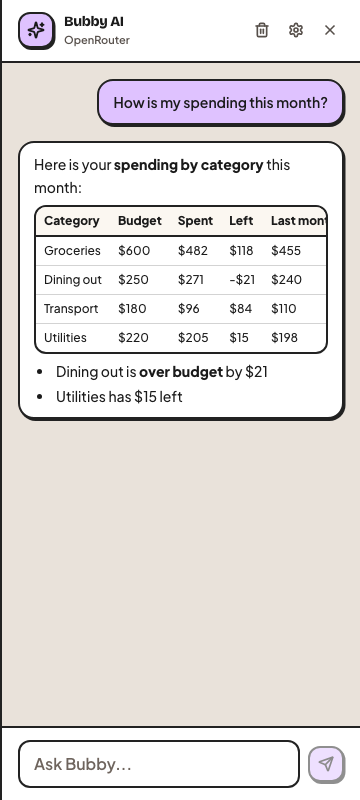 Bubby AI
OpenRouter
How is my spending this month?
Here is your spending by category this
month:
Category Budget Spent Left Last mont
Groceries $600 $482 $118 $455
Dining out $250 $271 -$21 $240
Transport $180 $96 $84 $110
Utilities $220 $205 $15 $198
• Dining out is over budget by $21
• Utilities has $15 left
Ask Bubby...